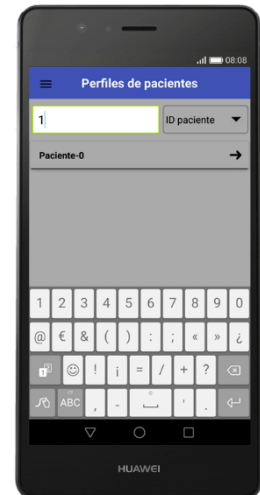 08:08
Perfiles de pacientes
1
ID paciente
Paciente-0
1 2 3 4 5 6 7 8 9 0
@ € & ( ) : ; « » ¿
! ¡ = / + ?
ABC , - ' .
HUAWEI